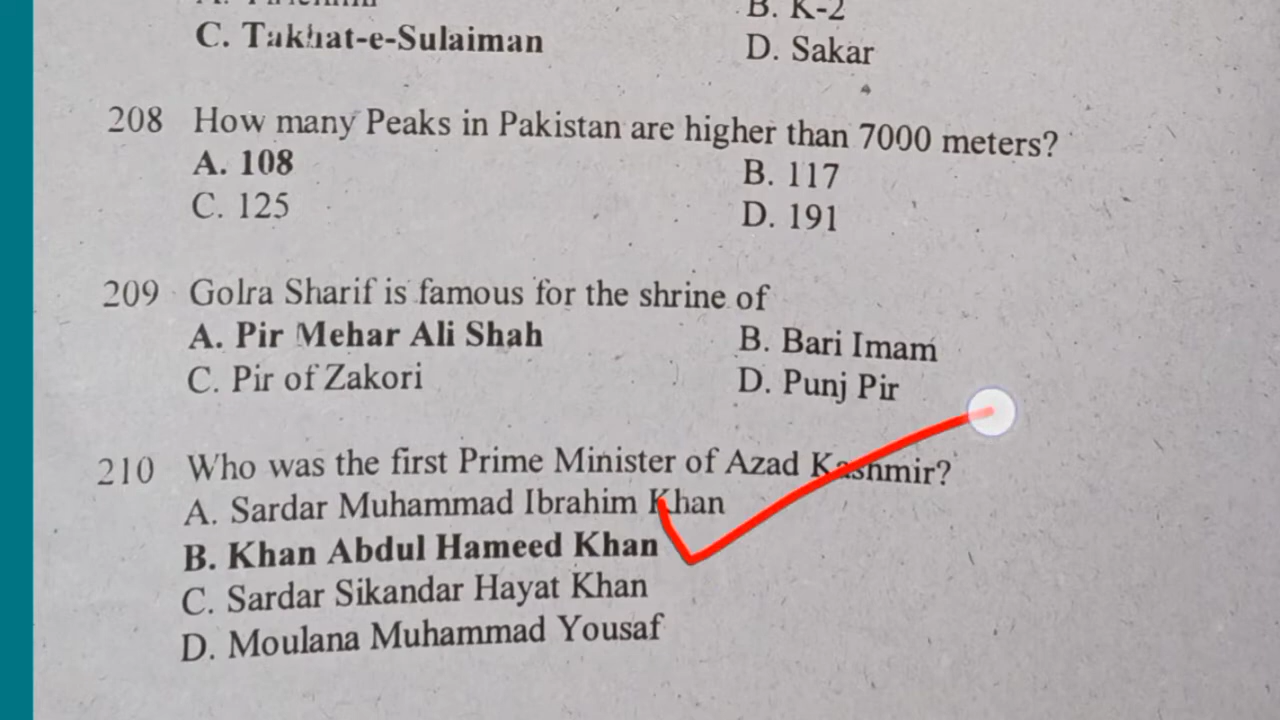 B. K-2
C. Takhat-e-Sulaiman
D. Sakar
208 How many Peaks in Pakistan are higher than 7000 meters?
A. 108
B. 117
C. 125
D. 191
209 Golra Sharif is famous for the shrine of
A. Pir Mehar Ali Shah
B. Bari Imam
C. Pir of Zakori
D. Punj Pir
210 Who was the first Prime Minister of Azad Kashmir?
A. Sardar Muhammad Ibrahim Khan
B. Khan Abdul Hameed Khan
C. Sardar Sikandar Hayat Khan
D. Moulana Muhammad Yousaf